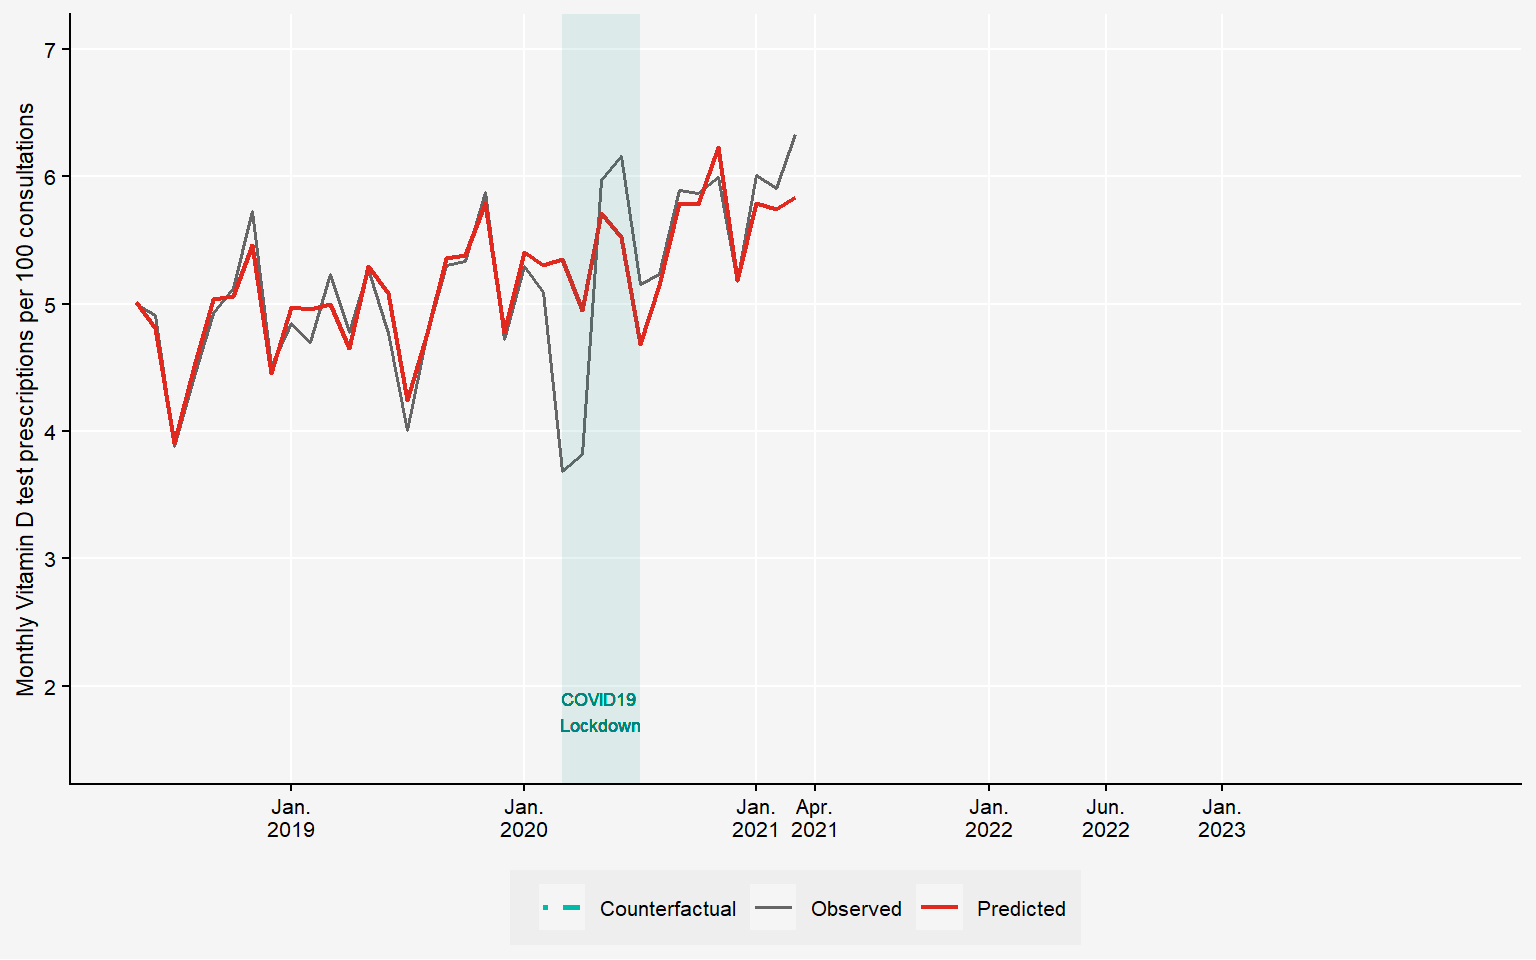 Monthly Vitamin D test prescriptions per 100 consultations
7
6
5
4
3
2
COVID19
Lockdown
Jan.
2019
Jan.
2020
Jan.
2021
Apr.
2021
Jan.
2022
Jun.
2022
Jan.
2023
Counterfactual
Observed
Predicted